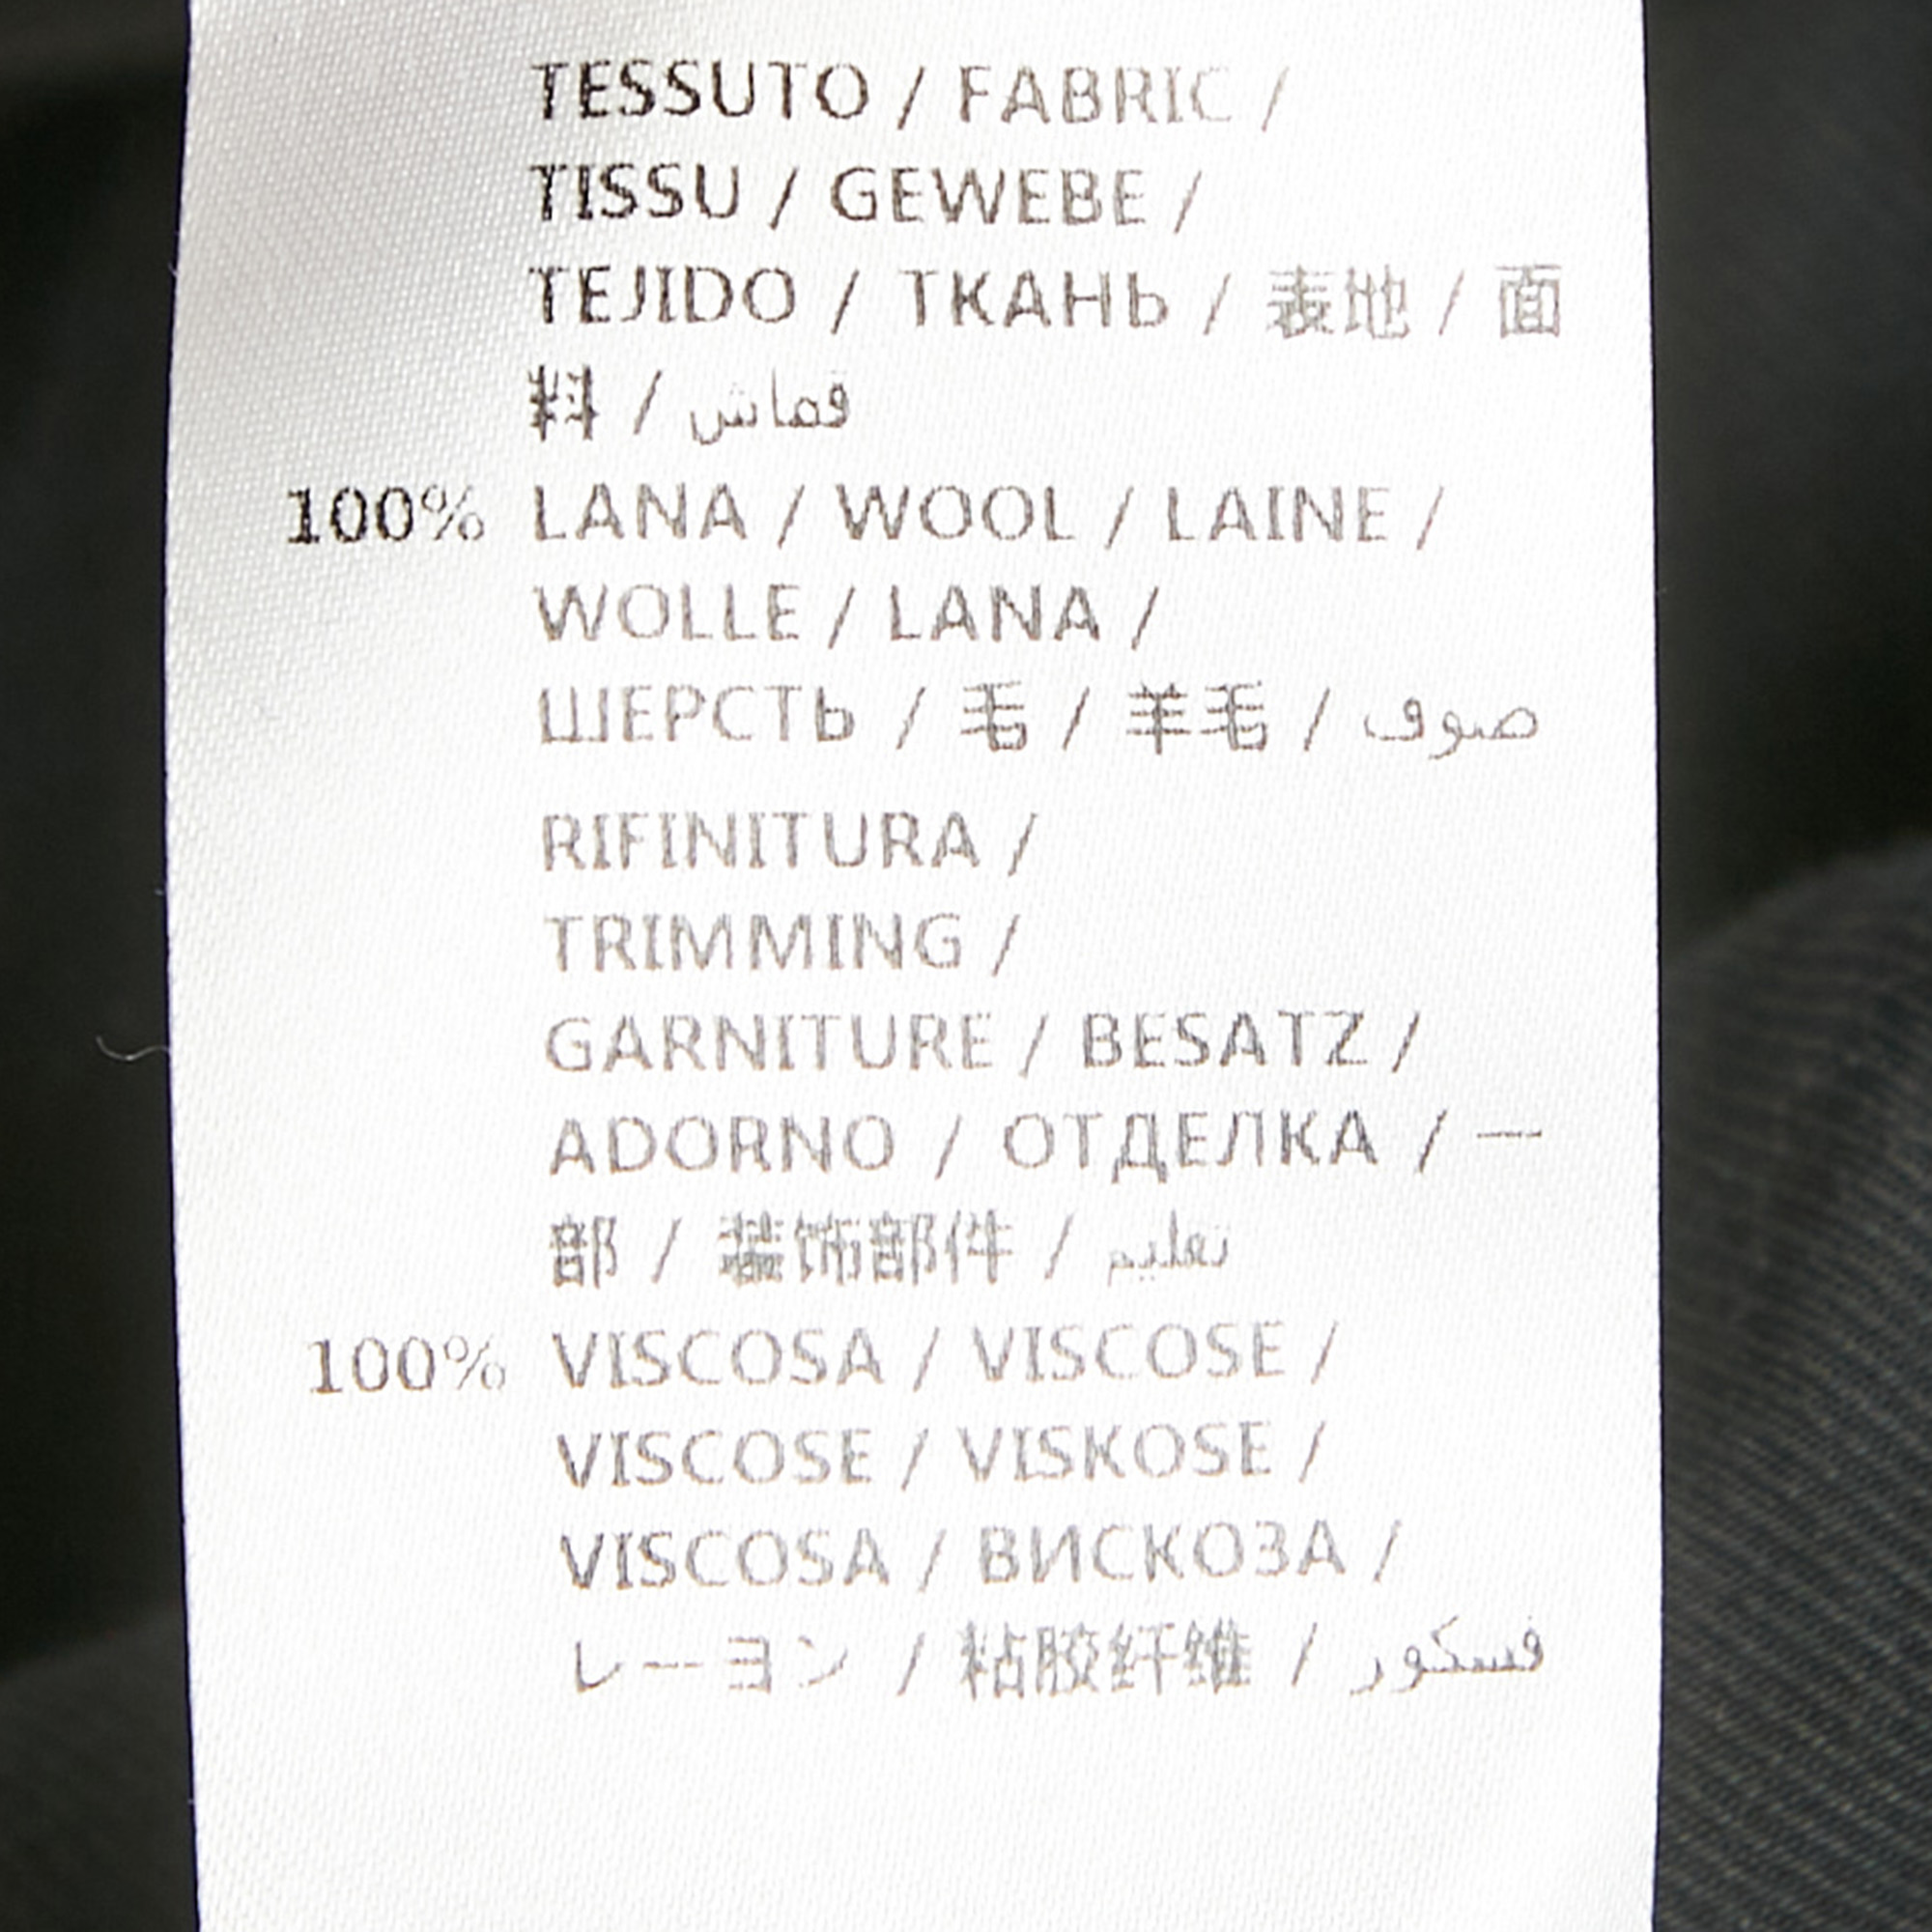 TESSUTO / FABRIC /
TISSU / GEWEBE /
TEJIDO / ТКАНЬ / 表地 / 面
料 / قماش
100% LANA / WOOL / LAINE /
WOLLE / LANA /
ШЕРСТЬ / 毛 / 羊毛 / صوف
RIFINITURA /
TRIMMING /
GARNITURE / BESATZ /
ADORNO / ОТДЕЛКА / 一
部 / 装饰部件 / تقليم
100% VISCOSA / VISCOSE /
VISCOSE / VISKOSE /
VISCOSA / ВИСКОЗА /
レーヨン / 粘胶纤维 / فسكور